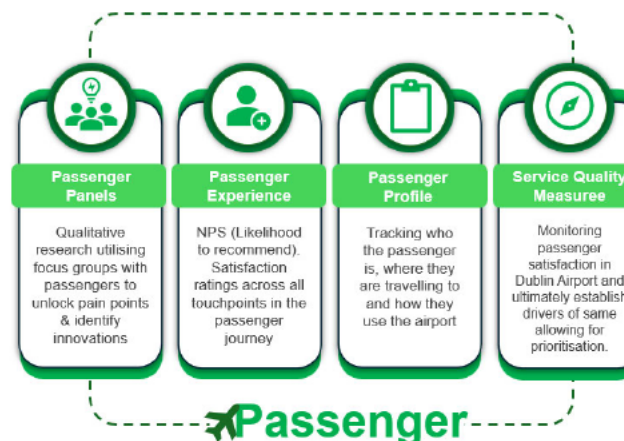 Passenger
Panels
Qualitative
research utilising
focus groups with
passengers to
unlock pain points
& identify
innovations
Passenger
Experience
NPS (Likelihood
to recommend).
Satisfaction
ratings across all
touchpoints in the
passenger
journey
Passenger
Profile
Tracking who
the passenger
is, where they
are travelling to
and how they
use the airport
Service Quality
Measuree
Monitoring
passenger
satisfaction in
Dublin Airport and
ultimately establish
drivers of same
allowing for
prioritisation.
Passenger